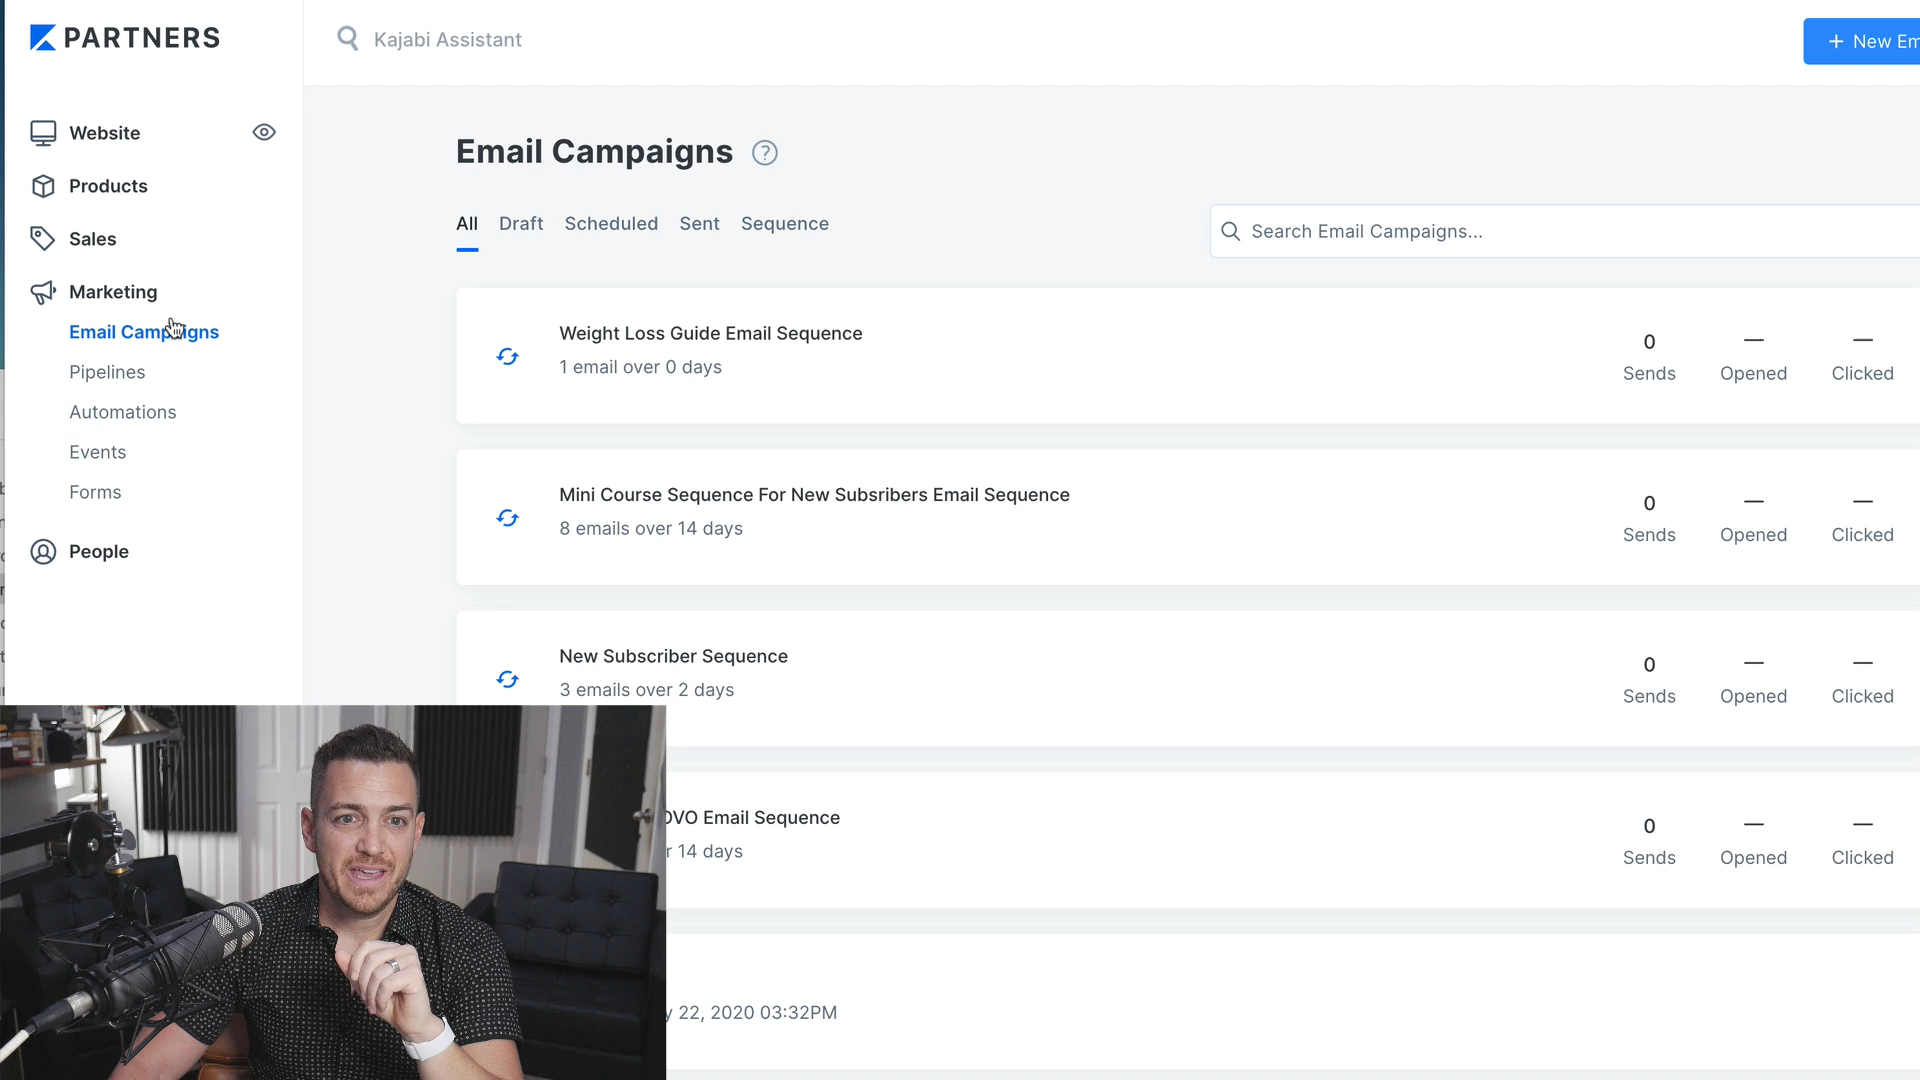 PARTNERS
Kajabi Assistant
+ New Em
Website
Products
Sales
Marketing
Email Campaigns
Pipelines
Automations
Events
Forms
People
Email Campaigns ?
All Draft Scheduled Sent Sequence
Search Email Campaigns...
Weight Loss Guide Email Sequence
1 email over 0 days
0 — —
Sends Opened Clicked
Mini Course Sequence For New Subsribers Email Sequence
8 emails over 14 days
0 — —
Sends Opened Clicked
New Subscriber Sequence
3 emails over 2 days
0 — —
Sends Opened Clicked
OVO Email Sequence
r 14 days
0 — —
Sends Opened Clicked
y 22, 2020 03:32PM